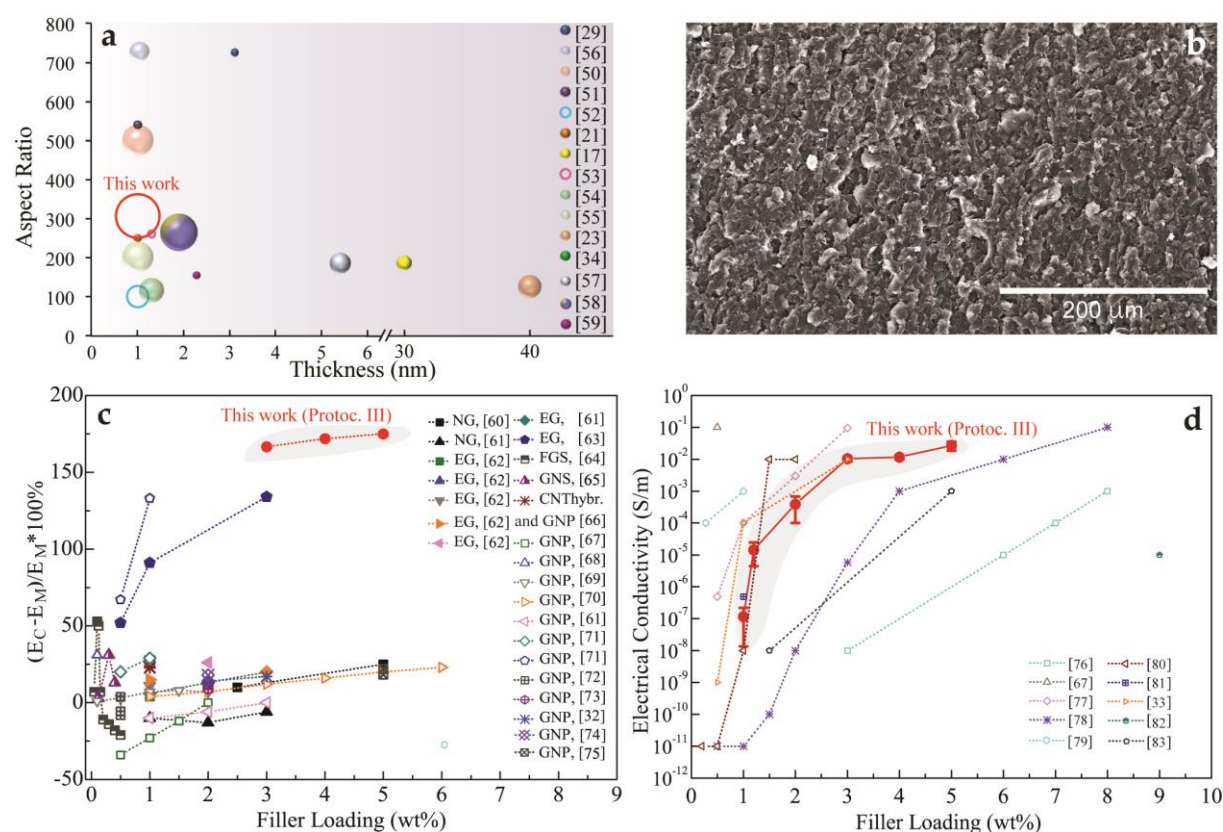 a
Aspect Ratio
800
700
600
500
400
300
200
100
0
This work
0 1 2 3 4 5 6 30 40
Thickness (nm)
[29]
[56]
[50]
[51]
[52]
[21]
[17]
[53]
[54]
[55]
[23]
[34]
[57]
[58]
[59]
b
200 µm
c
(E_C-E_M)/E_M*100%
200
175
150
125
100
75
50
25
0
-25
-50
This work (Protoc. III)
NG, [60] EG, [61]
NG, [61] EG, [63]
EG, [62] FGS, [64]
EG, [62] GNS, [65]
EG, [62] CNThybr.
EG, [62] and GNP [66]
EG, [62] GNP, [67]
GNP, [68]
GNP, [69]
GNP, [70]
GNP, [61]
GNP, [71]
GNP, [71]
GNP, [72]
GNP, [73]
GNP, [32]
GNP, [74]
GNP, [75]
0 1 2 3 4 5 6 7 8 9
Filler Loading (wt%)
d
Electrical Conductivity (S/m)
10^0
10^-1
10^-2
10^-3
10^-4
10^-5
10^-6
10^-7
10^-8
10^-9
10^-10
10^-11
10^-12
This work (Protoc. III)
[76] [80]
[67] [81]
[77] [33]
[78] [82]
[79] [83]
0 1 2 3 4 5 6 7 8 9 10
Filler Loading (wt%)